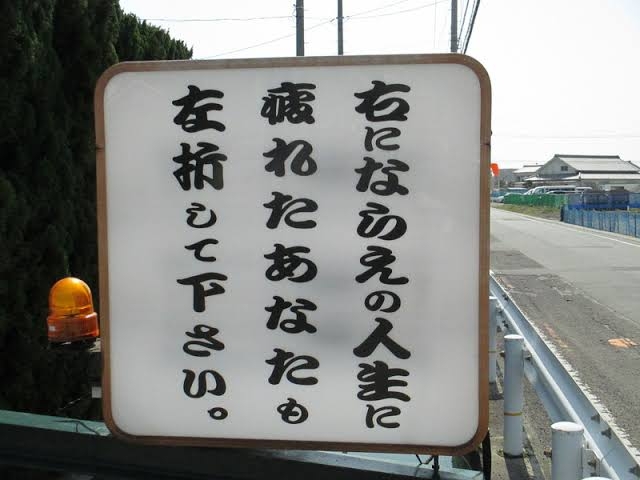 右にならえの人生に
疲れたあなたも
左折して下さい。